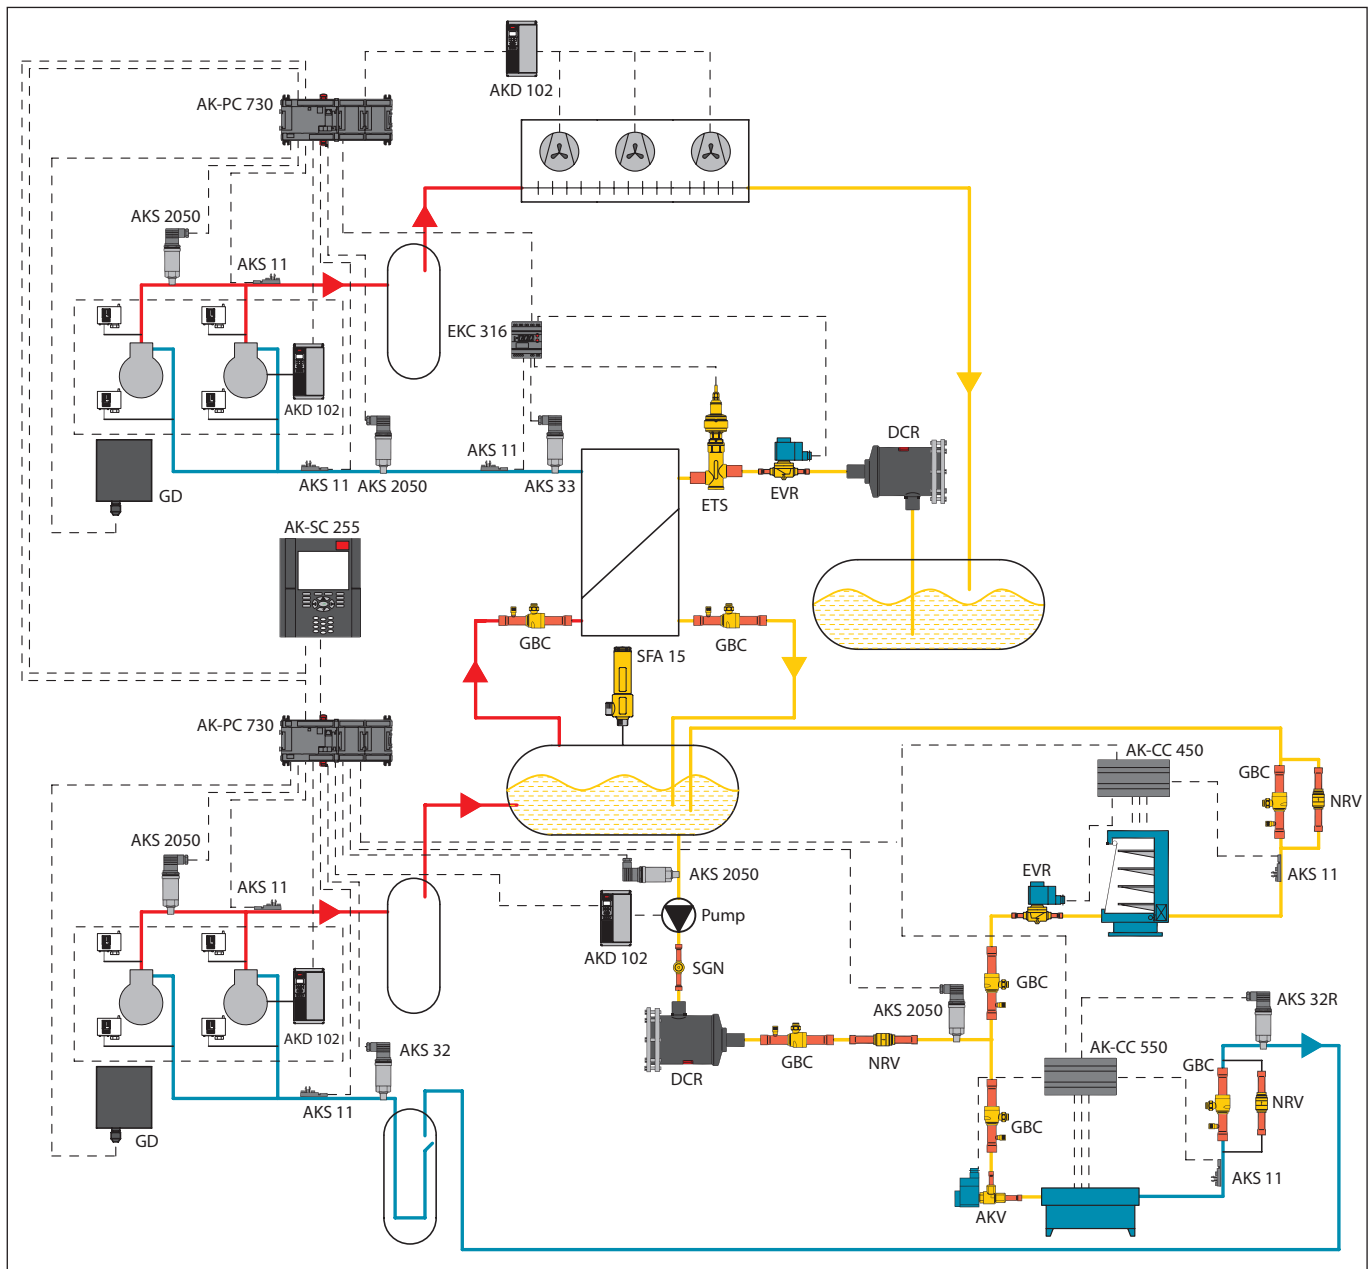 AKD 102
AK-PC 730
AKS 2050
AKS 11
EKC 316
AKD 102
DCR
GD
AKS 11
AKS 2050
AKS 11
AKS 33
ETS
EVR
AK-SC 255
GBC
GBC
SFA 15
AK-PC 730
AK-CC 450
GBC
NRV
AKS 2050
AKS 11
AKS 2050
EVR
AKS 11
Pump
AKD 102
SGN
GBC
AKS 2050
AKS 32R
AKD 102
AKS 32
AK-CC 550
GBC
DCR
GBC
NRV
NRV
AKS 11
GBC
GD
AKS 11
AKV